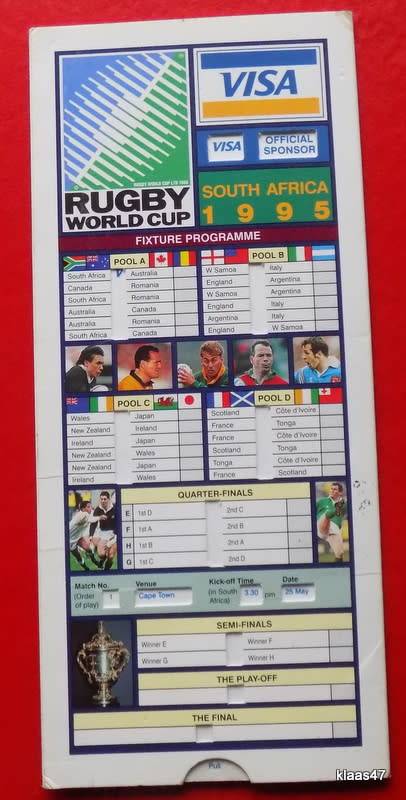 RUGBY WORLD CUP LTD 1988
RUGBY
WORLD CUP
VISA
VISA
OFFICIAL
SPONSOR
SOUTH AFRICA
1995
FIXTURE PROGRAMME
POOL A
South Africa Australia
Canada Romania
South Africa Romania
Australia Canada
Australia Romania
South Africa Canada
POOL B
W Samoa Italy
England Argentina
W Samoa Argentina
England Italy
Argentina Italy
England W Samoa
POOL C
Wales Japan
New Zealand Ireland
Ireland Japan
New Zealand Wales
New Zealand Japan
Ireland Wales
POOL D
Scotland Côte d'Ivoire
France Tonga
France Côte d'Ivoire
Scotland Tonga
Tonga Côte d'Ivoire
France Scotland
QUARTER-FINALS
E 1st D 2nd C
F 1st A 2nd B
H 1st B 2nd A
G 1st C 2nd D
Match No. Venue Kick-off Time Date
(Order of play) 1 Cape Town (in South Africa) 3.30 pm 25 May
SEMI-FINALS
Winner E Winner F
Winner G Winner H
THE PLAY-OFF
THE FINAL
Pull
klaas47